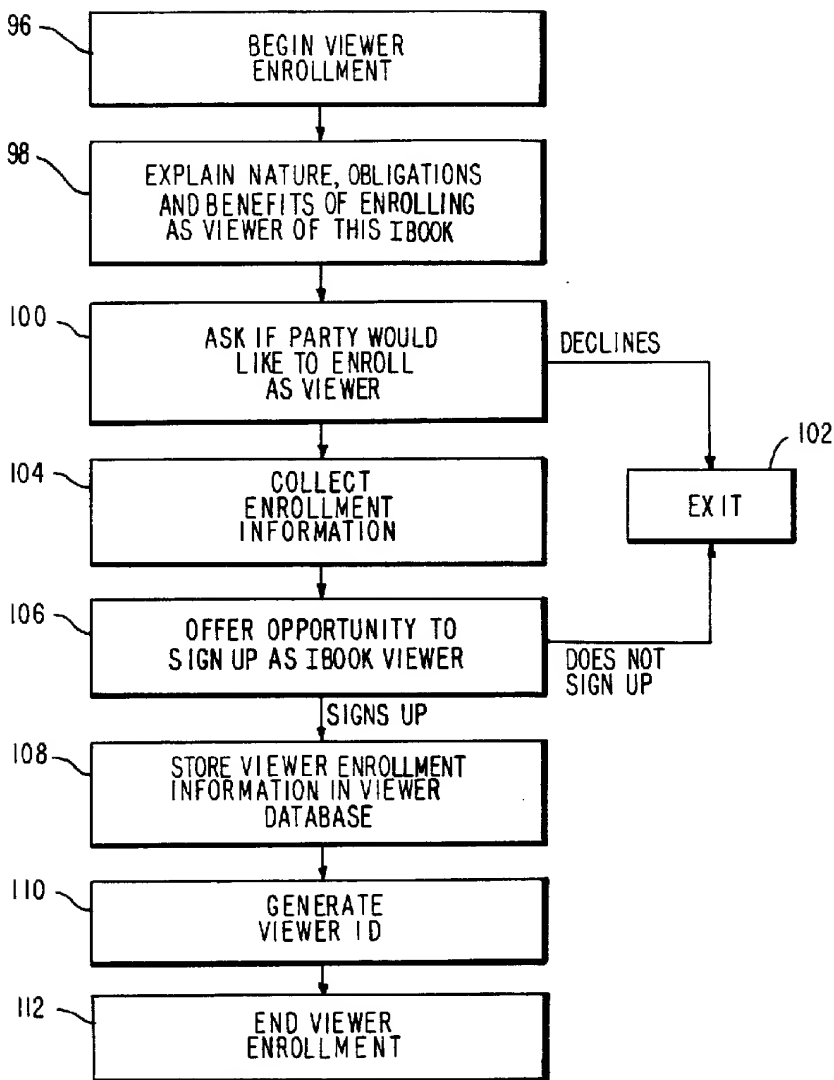 96
BEGIN VIEWER
ENROLLMENT
98
EXPLAIN NATURE, OBLIGATIONS
AND BENEFITS OF ENROLLING
AS VIEWER OF THIS IBOOK
100
ASK IF PARTY WOULD
LIKE TO ENROLL
AS VIEWER
DECLINES
102
EXIT
104
COLLECT
ENROLLMENT
INFORMATION
106
OFFER OPPORTUNITY TO
SIGN UP AS IBOOK VIEWER
DOES NOT
SIGN UP
SIGNS UP
108
STORE VIEWER ENROLLMENT
INFORMATION IN VIEWER
DATABASE
110
GENERATE
VIEWER ID
112
END VIEWER
ENROLLMENT